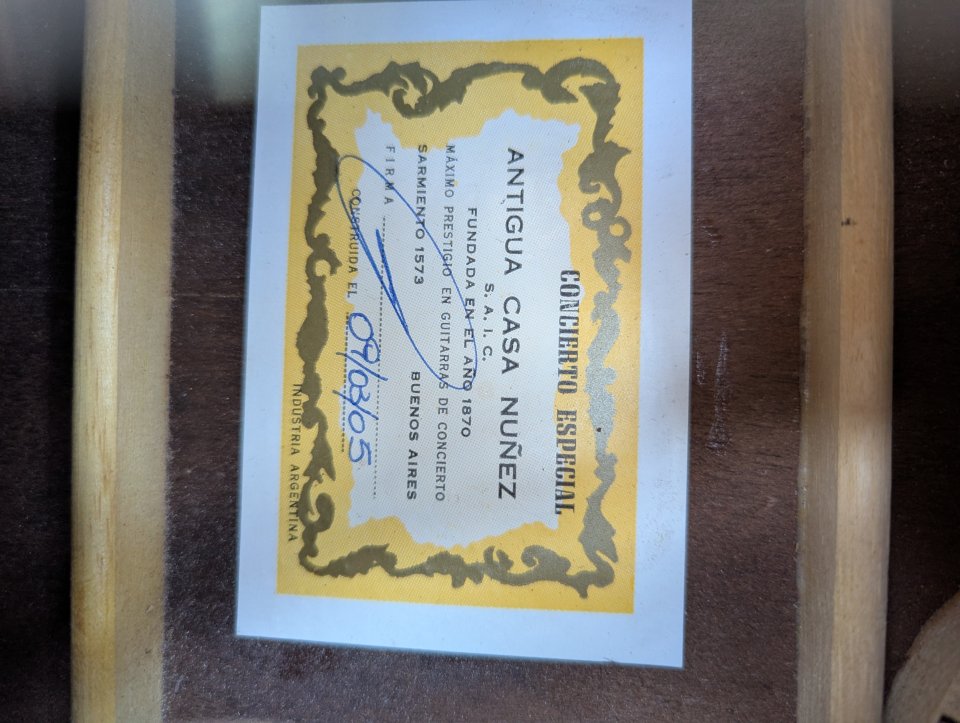 CONCIERTO ESPECIAL
ANTIGUA CASA NUÑEZ
S. A. I. C.
FUNDADA EN EL AÑO 1870
MÁXIMO PRESTIGIO EN GUITARRAS DE CONCIERTO
SARMIENTO 1573 BUENOS AIRES
FIRMA
CONSTRUIDA EL 09/03/05
INDUSTRIA ARGENTINA